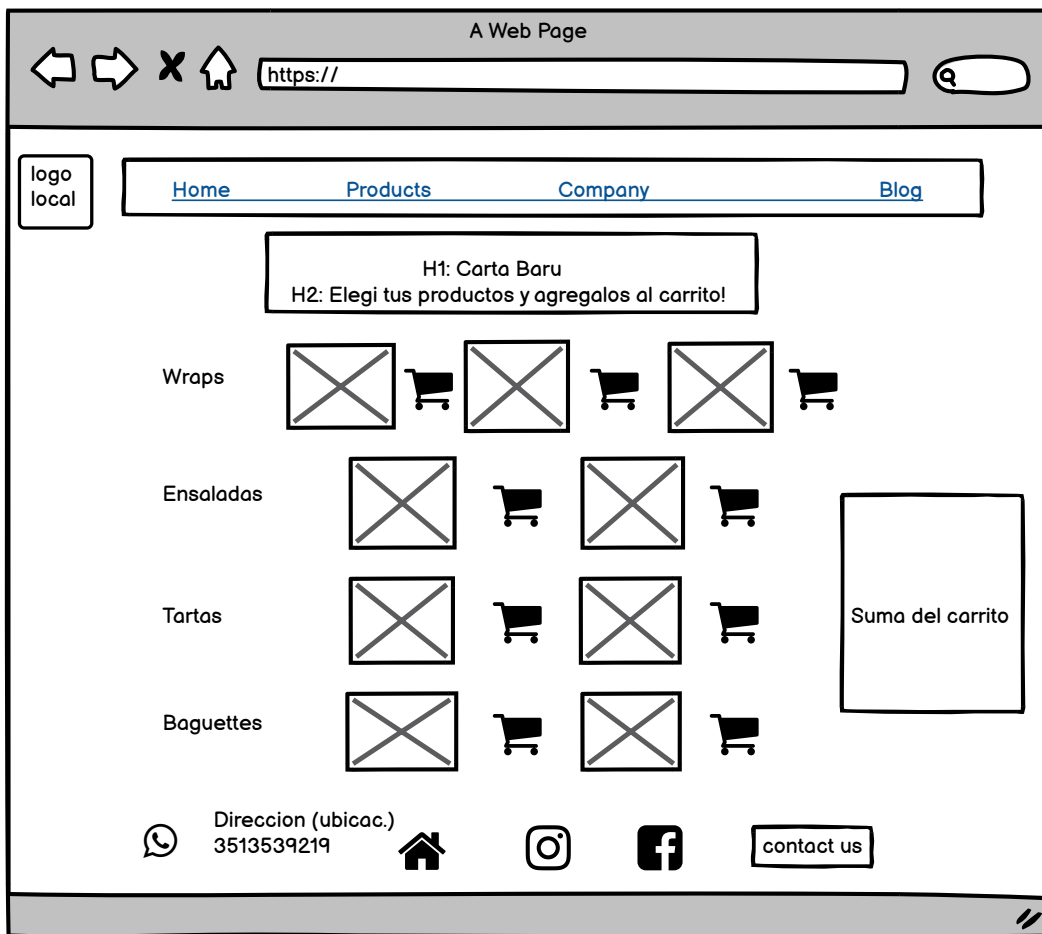 A Web Page
https://
logo
local
Home Products Company Blog
H1: Carta Baru
H2: Elegi tus productos y agregalos al carrito!
Wraps
Ensaladas
Tartas
Suma del carrito
Baguettes
Direccion (ubicac.)
3513539219
contact us